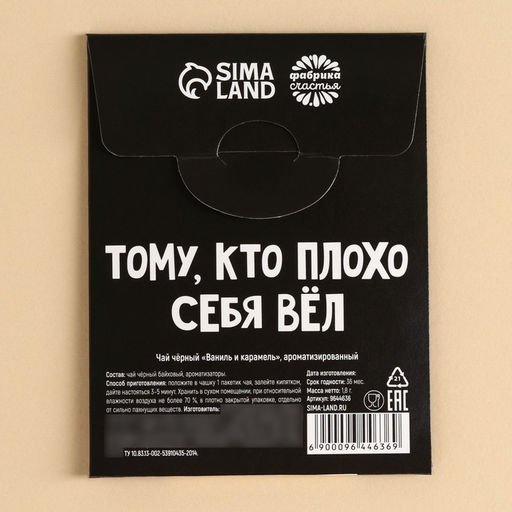 SIMA
LAND
фабрика
счастья
ТОМУ, КТО ПЛОХО
СЕБЯ ВЁЛ
Чай чёрный «Ваниль и карамель», ароматизированный
Состав: чай чёрный байховый, ароматизаторы.
Способ приготовления: положите в чашку 1 пакетик чая, залейте кипятком,
дайте настояться 3-5 минут. Хранить в сухом помещении, при относительной
влажности воздуха не более 70 %, в плотно закрытой упаковке, отдельно
от сильно пахнущих веществ. Изготовитель:
ТУ 10.83.13-002-53910435-2014.
Дата изготовления:
Срок годности: 36 мес.
Масса нетто: 1,8 г.
Артикул: 9644636
SIMA-LAND.RU
21
EAC
6 900096 446369